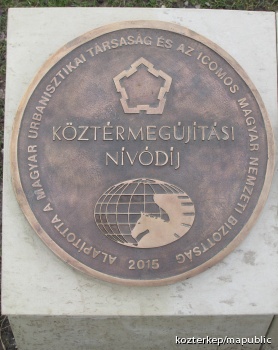 ALAPÍTOTTA A MAGYAR URBANISZTIKAI TÁRSASÁG ÉS AZ ICOMOS MAGYAR NEMZETI BIZOTTSÁG
KÖZTÉRMEGÚJÍTÁSI
NÍVÓDÍJ
2015
kozterkep/mapublic